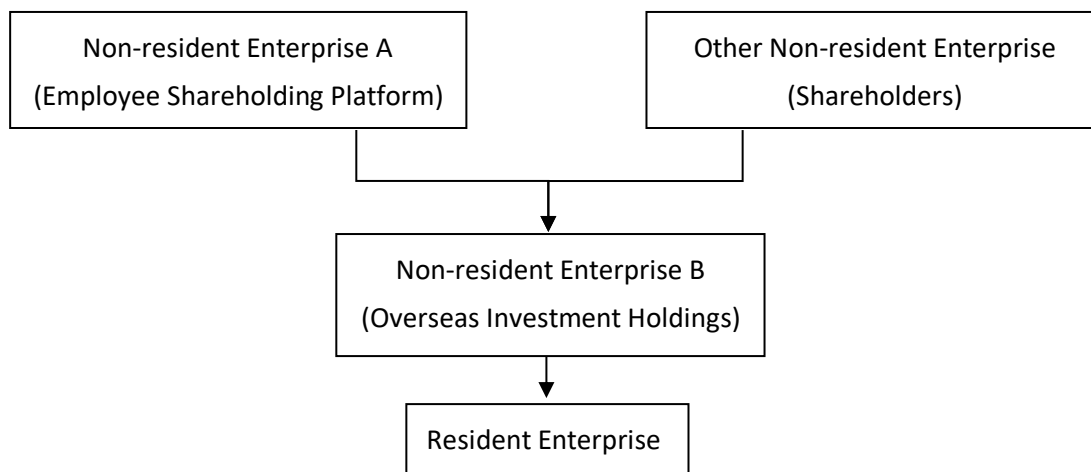 Non-resident Enterprise A
(Employee Shareholding Platform)
Other Non-resident Enterprise
(Shareholders)
Non-resident Enterprise B
(Overseas Investment Holdings)
Resident Enterprise